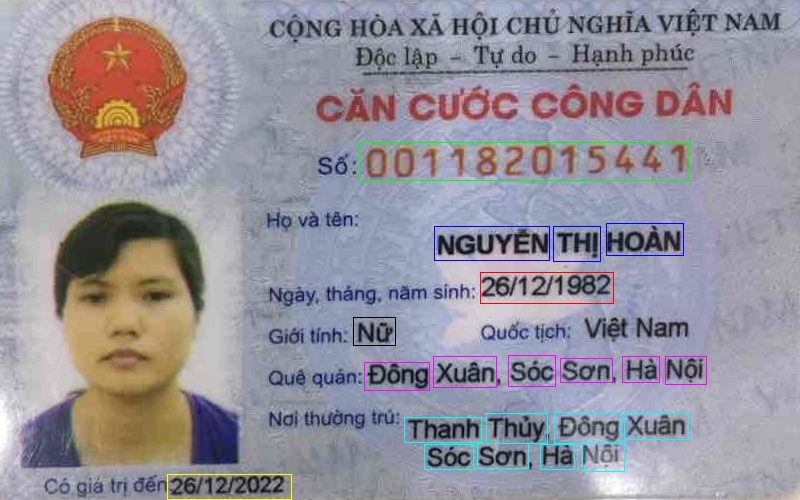 CỘNG HÒA XÃ HỘI CHỦ NGHĨA VIỆT NAM
Độc lập – Tự do – Hạnh phúc
CĂN CƯỚC CÔNG DÂN
Số: 001182015441
Họ và tên:
NGUYỄN THỊ HOÀN
Ngày, tháng, năm sinh: 26/12/1982
Giới tính: Nữ Quốc tịch: Việt Nam
Quê quán: Đông Xuân, Sóc Sơn, Hà Nội
Nơi thường trú: Thanh Thủy, Đông Xuân
Sóc Sơn, Hà Nội
Có giá trị đến 26/12/2022